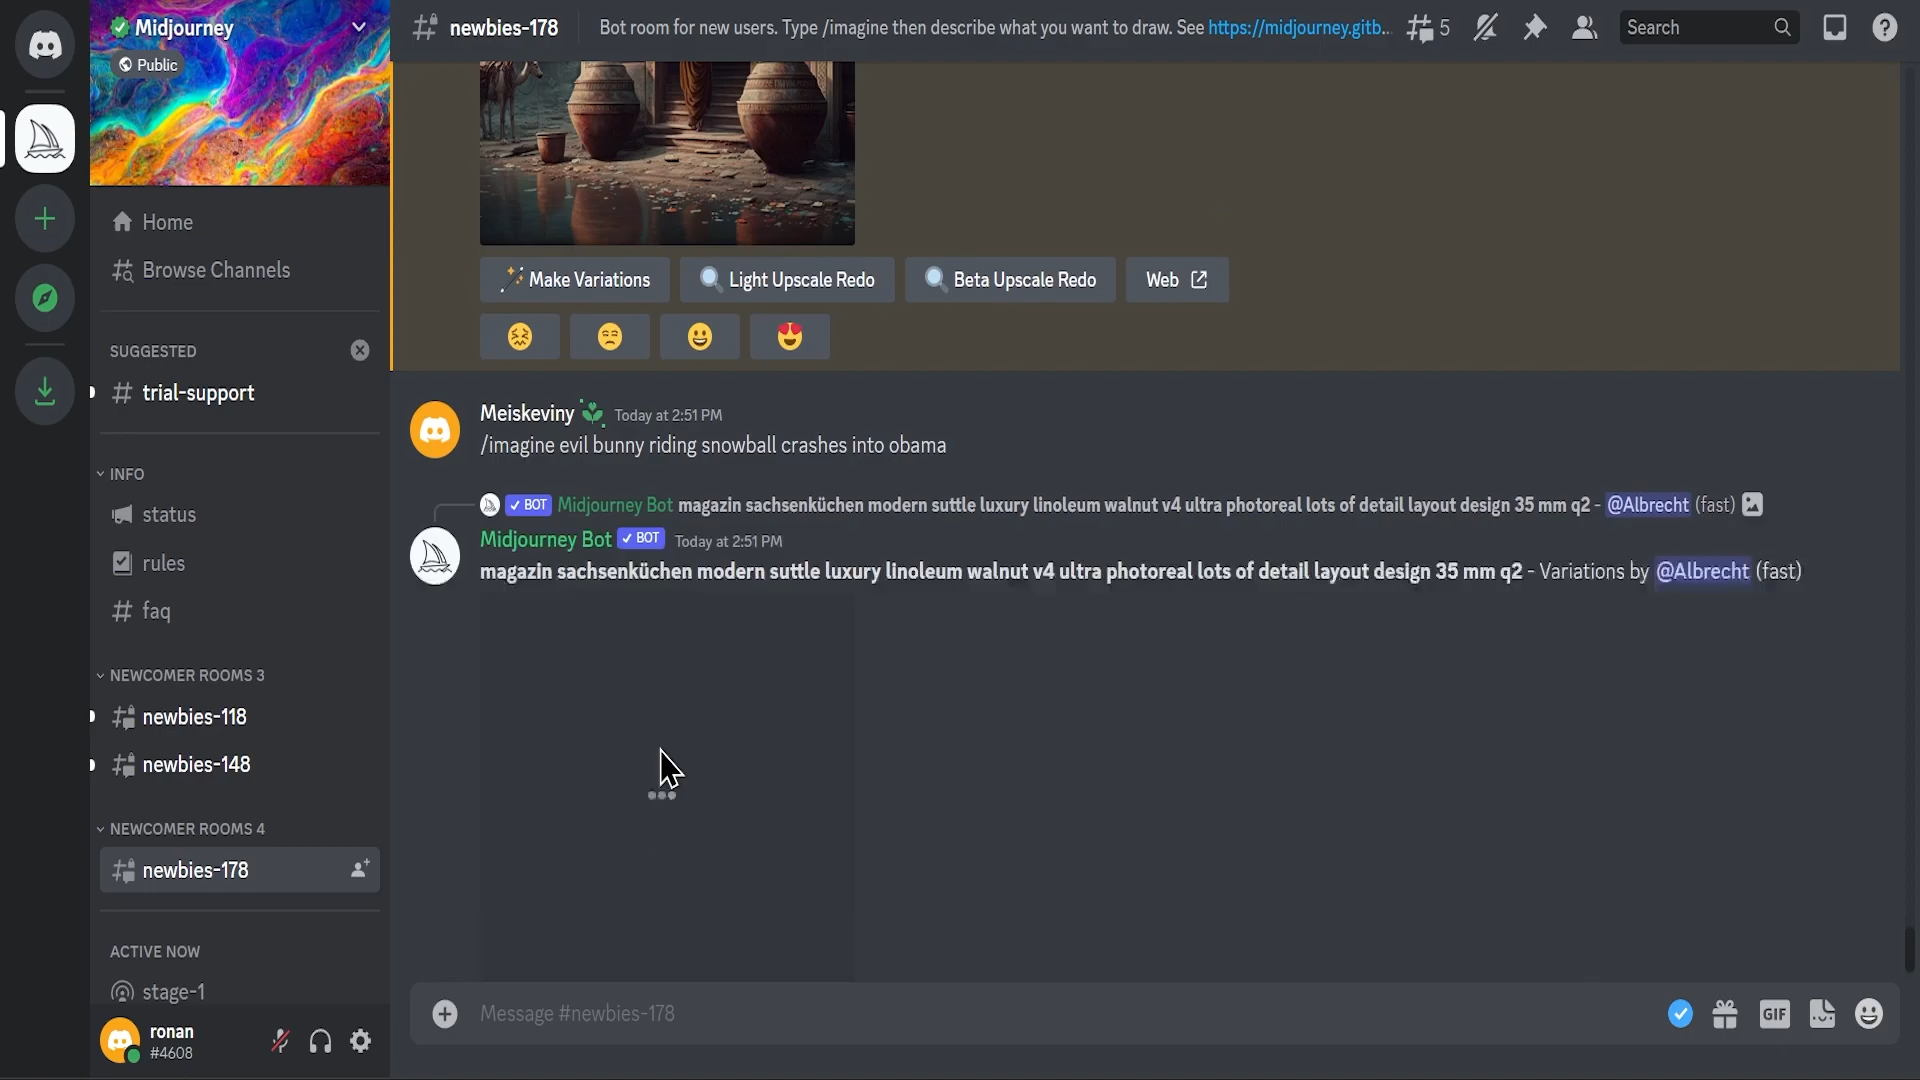 Midjourney
Public
Home
Browse Channels
SUGGESTED
trial-support
INFO
status
rules
faq
NEWCOMER ROOMS 3
newbies-118
newbies-148
NEWCOMER ROOMS 4
newbies-178
ACTIVE NOW
stage-1
ronan
#4608
newbies-178
Bot room for new users. Type /imagine then describe what you want to draw. See https://midjourney.gitb...
5
Search
Make Variations
Light Upscale Redo
Beta Upscale Redo
Web
Meiskeviny Today at 2:51 PM
/imagine evil bunny riding snowball crashes into obama
✓ BOT Midjourney Bot magazin sachsenküchen modern suttle luxury linoleum walnut v4 ultra photoreal lots of detail layout design 35 mm q2 - @Albrecht (fast)
Midjourney Bot ✓ BOT Today at 2:51 PM
magazin sachsenküchen modern suttle luxury linoleum walnut v4 ultra photoreal lots of detail layout design 35 mm q2 - Variations by @Albrecht (fast)
Message #newbies-178
GIF